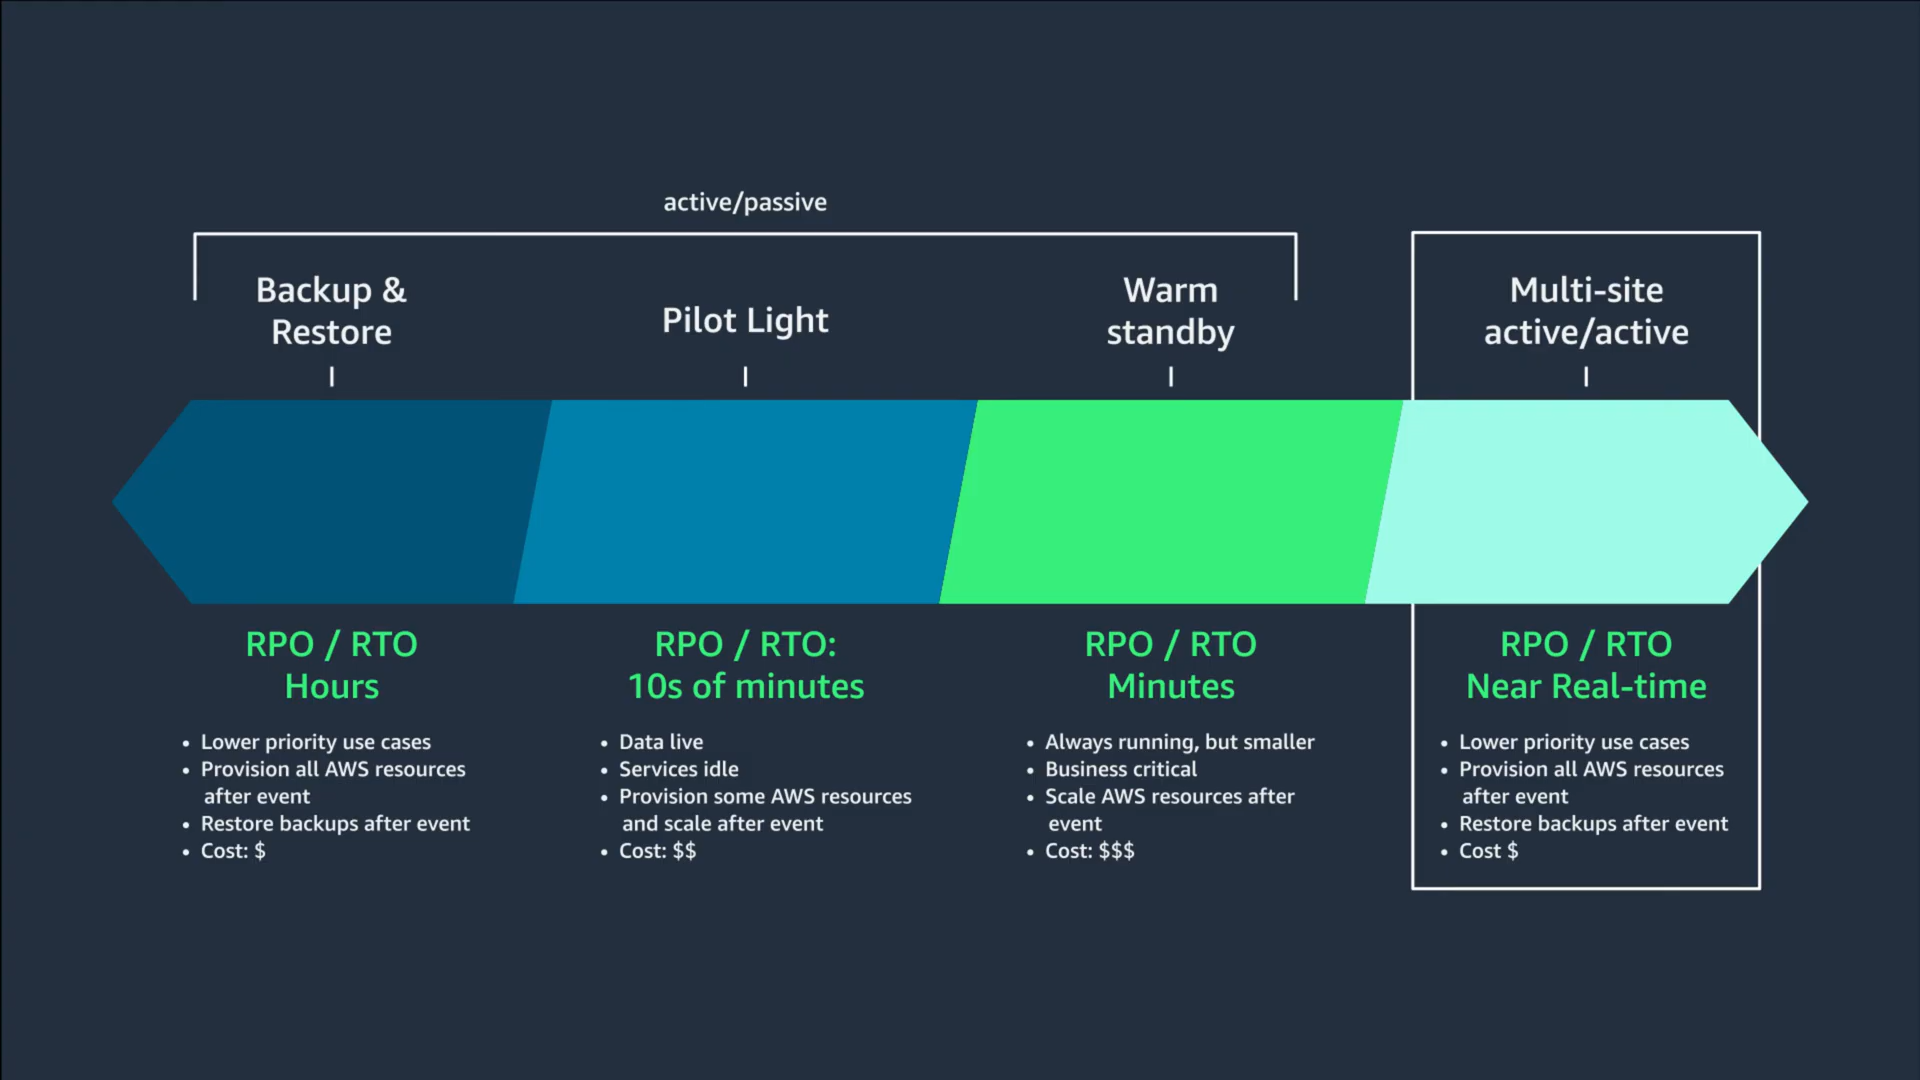 active/passive
Backup &
Restore
Pilot Light
Warm
standby
Multi-site
active/active
RPO / RTO
Hours
• Lower priority use cases
• Provision all AWS resources
after event
• Restore backups after event
• Cost: $
RPO / RTO:
10s of minutes
• Data live
• Services idle
• Provision some AWS resources
and scale after event
• Cost: $$
RPO / RTO
Minutes
• Always running, but smaller
• Business critical
• Scale AWS resources after
event
• Cost: $$$
RPO / RTO
Near Real-time
• Lower priority use cases
• Provision all AWS resources
after event
• Restore backups after event
• Cost $